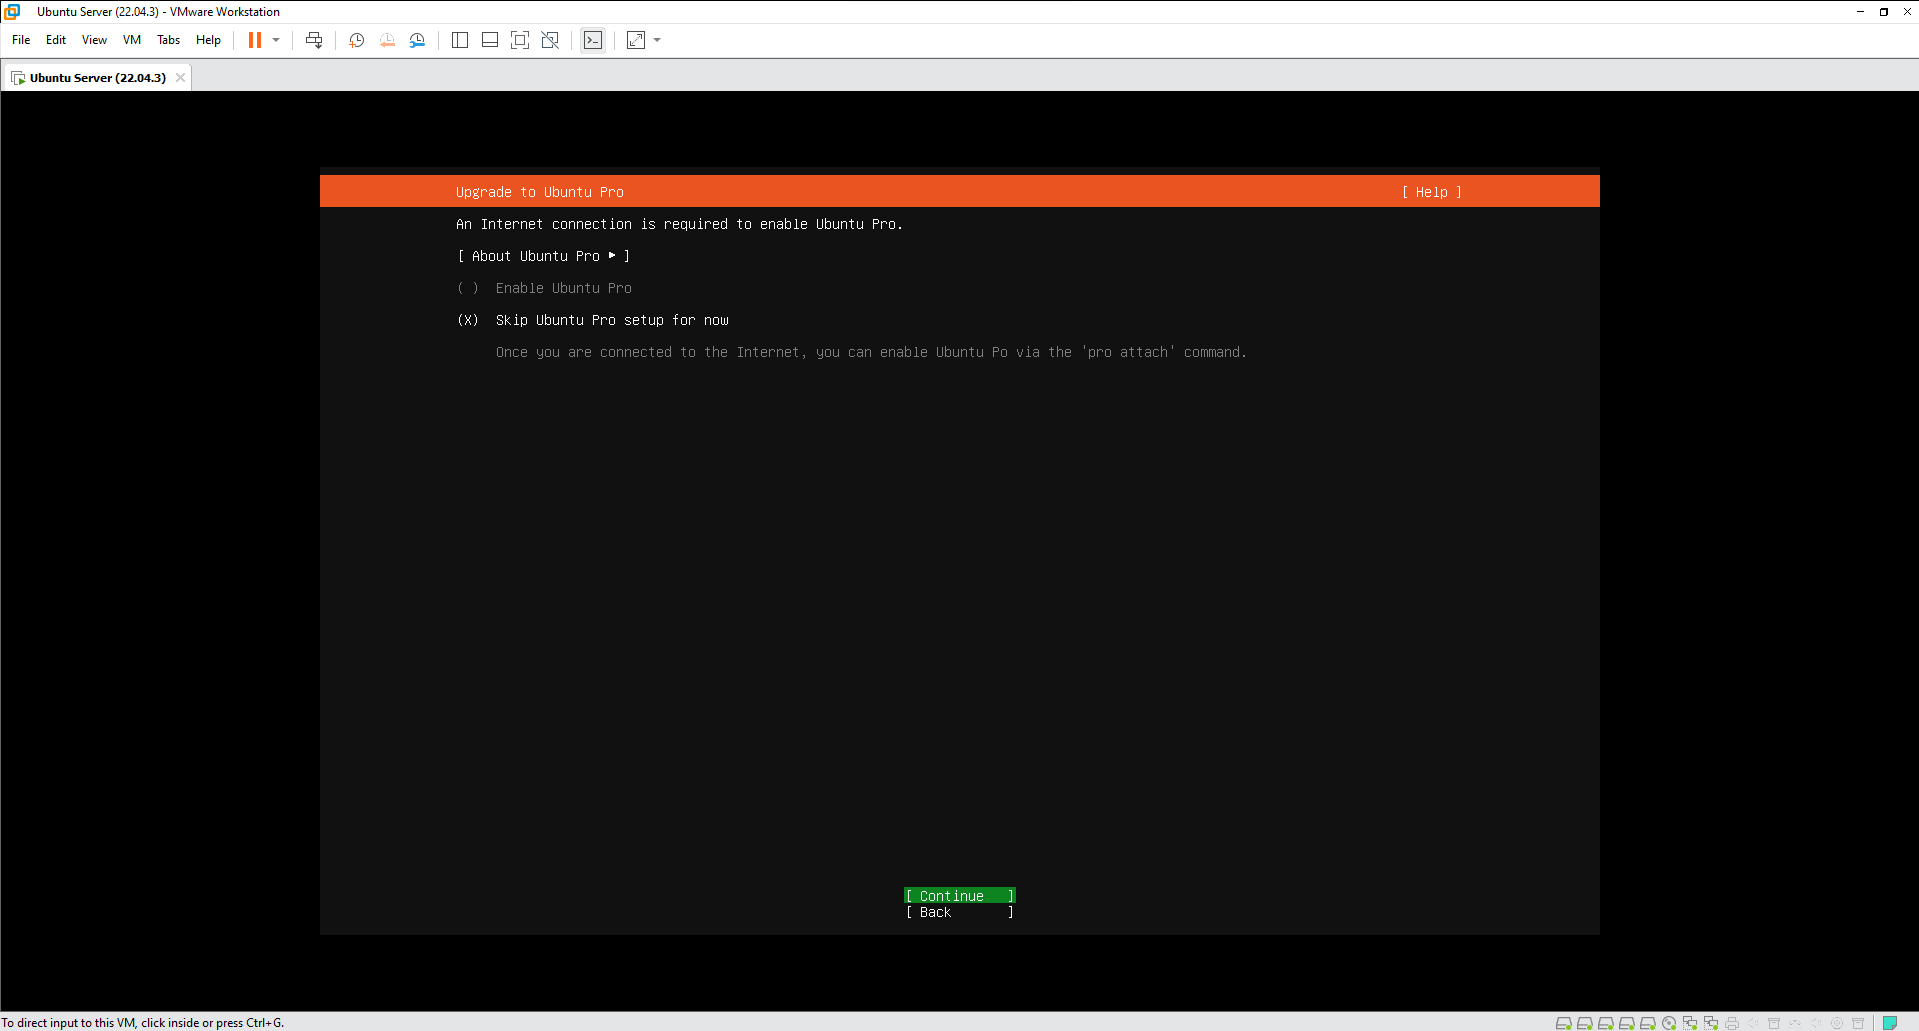 Ubuntu Server (22.04.3) - VMware Workstation
File Edit View VM Tabs Help
Ubuntu Server (22.04.3)
Upgrade to Ubuntu Pro [ Help ]
An Internet connection is required to enable Ubuntu Pro.
[ About Ubuntu Pro ▸ ]
( ) Enable Ubuntu Pro
(X) Skip Ubuntu Pro setup for now
Once you are connected to the Internet, you can enable Ubuntu Po via the 'pro attach' command.
[ Continue ]
[ Back ]
To direct input to this VM, click inside or press Ctrl+G.